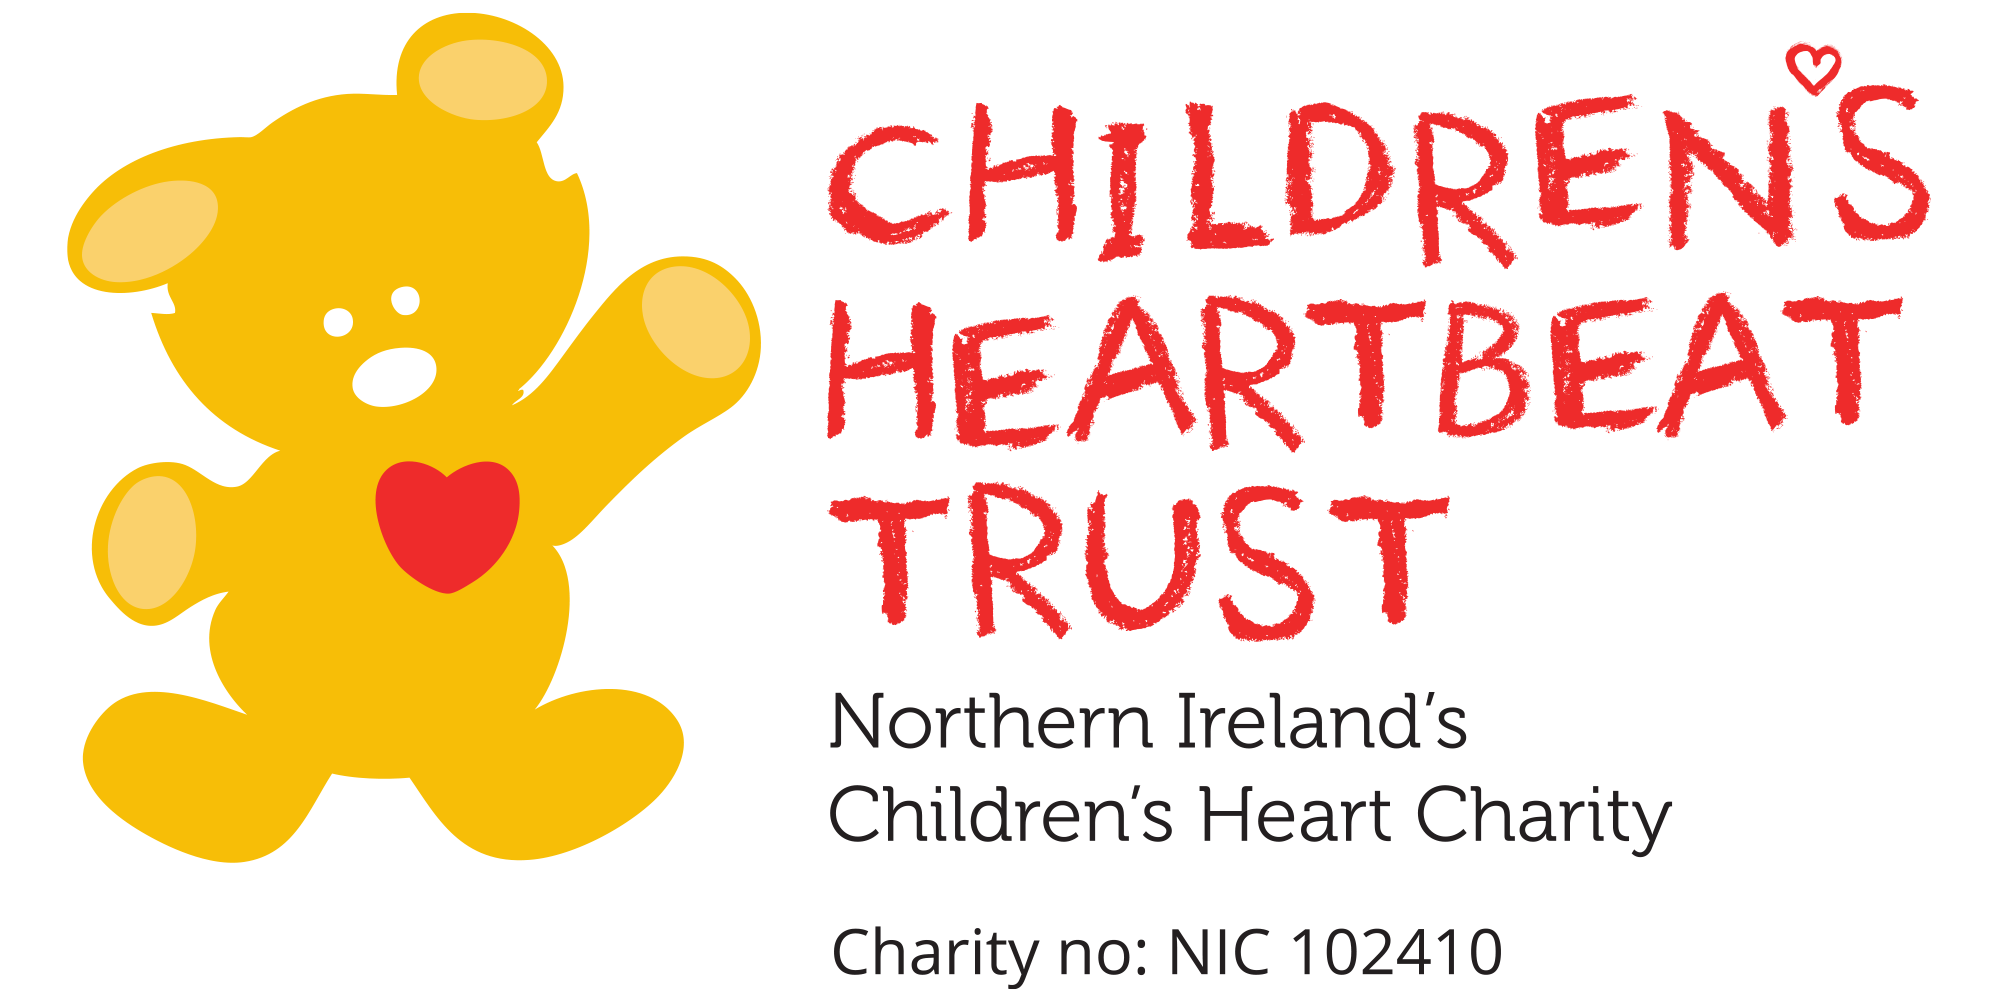 CHILDREN'S
HEARTBEAT
TRUST
Northern Ireland's
Children's Heart Charity
Charity no: NIC 102410